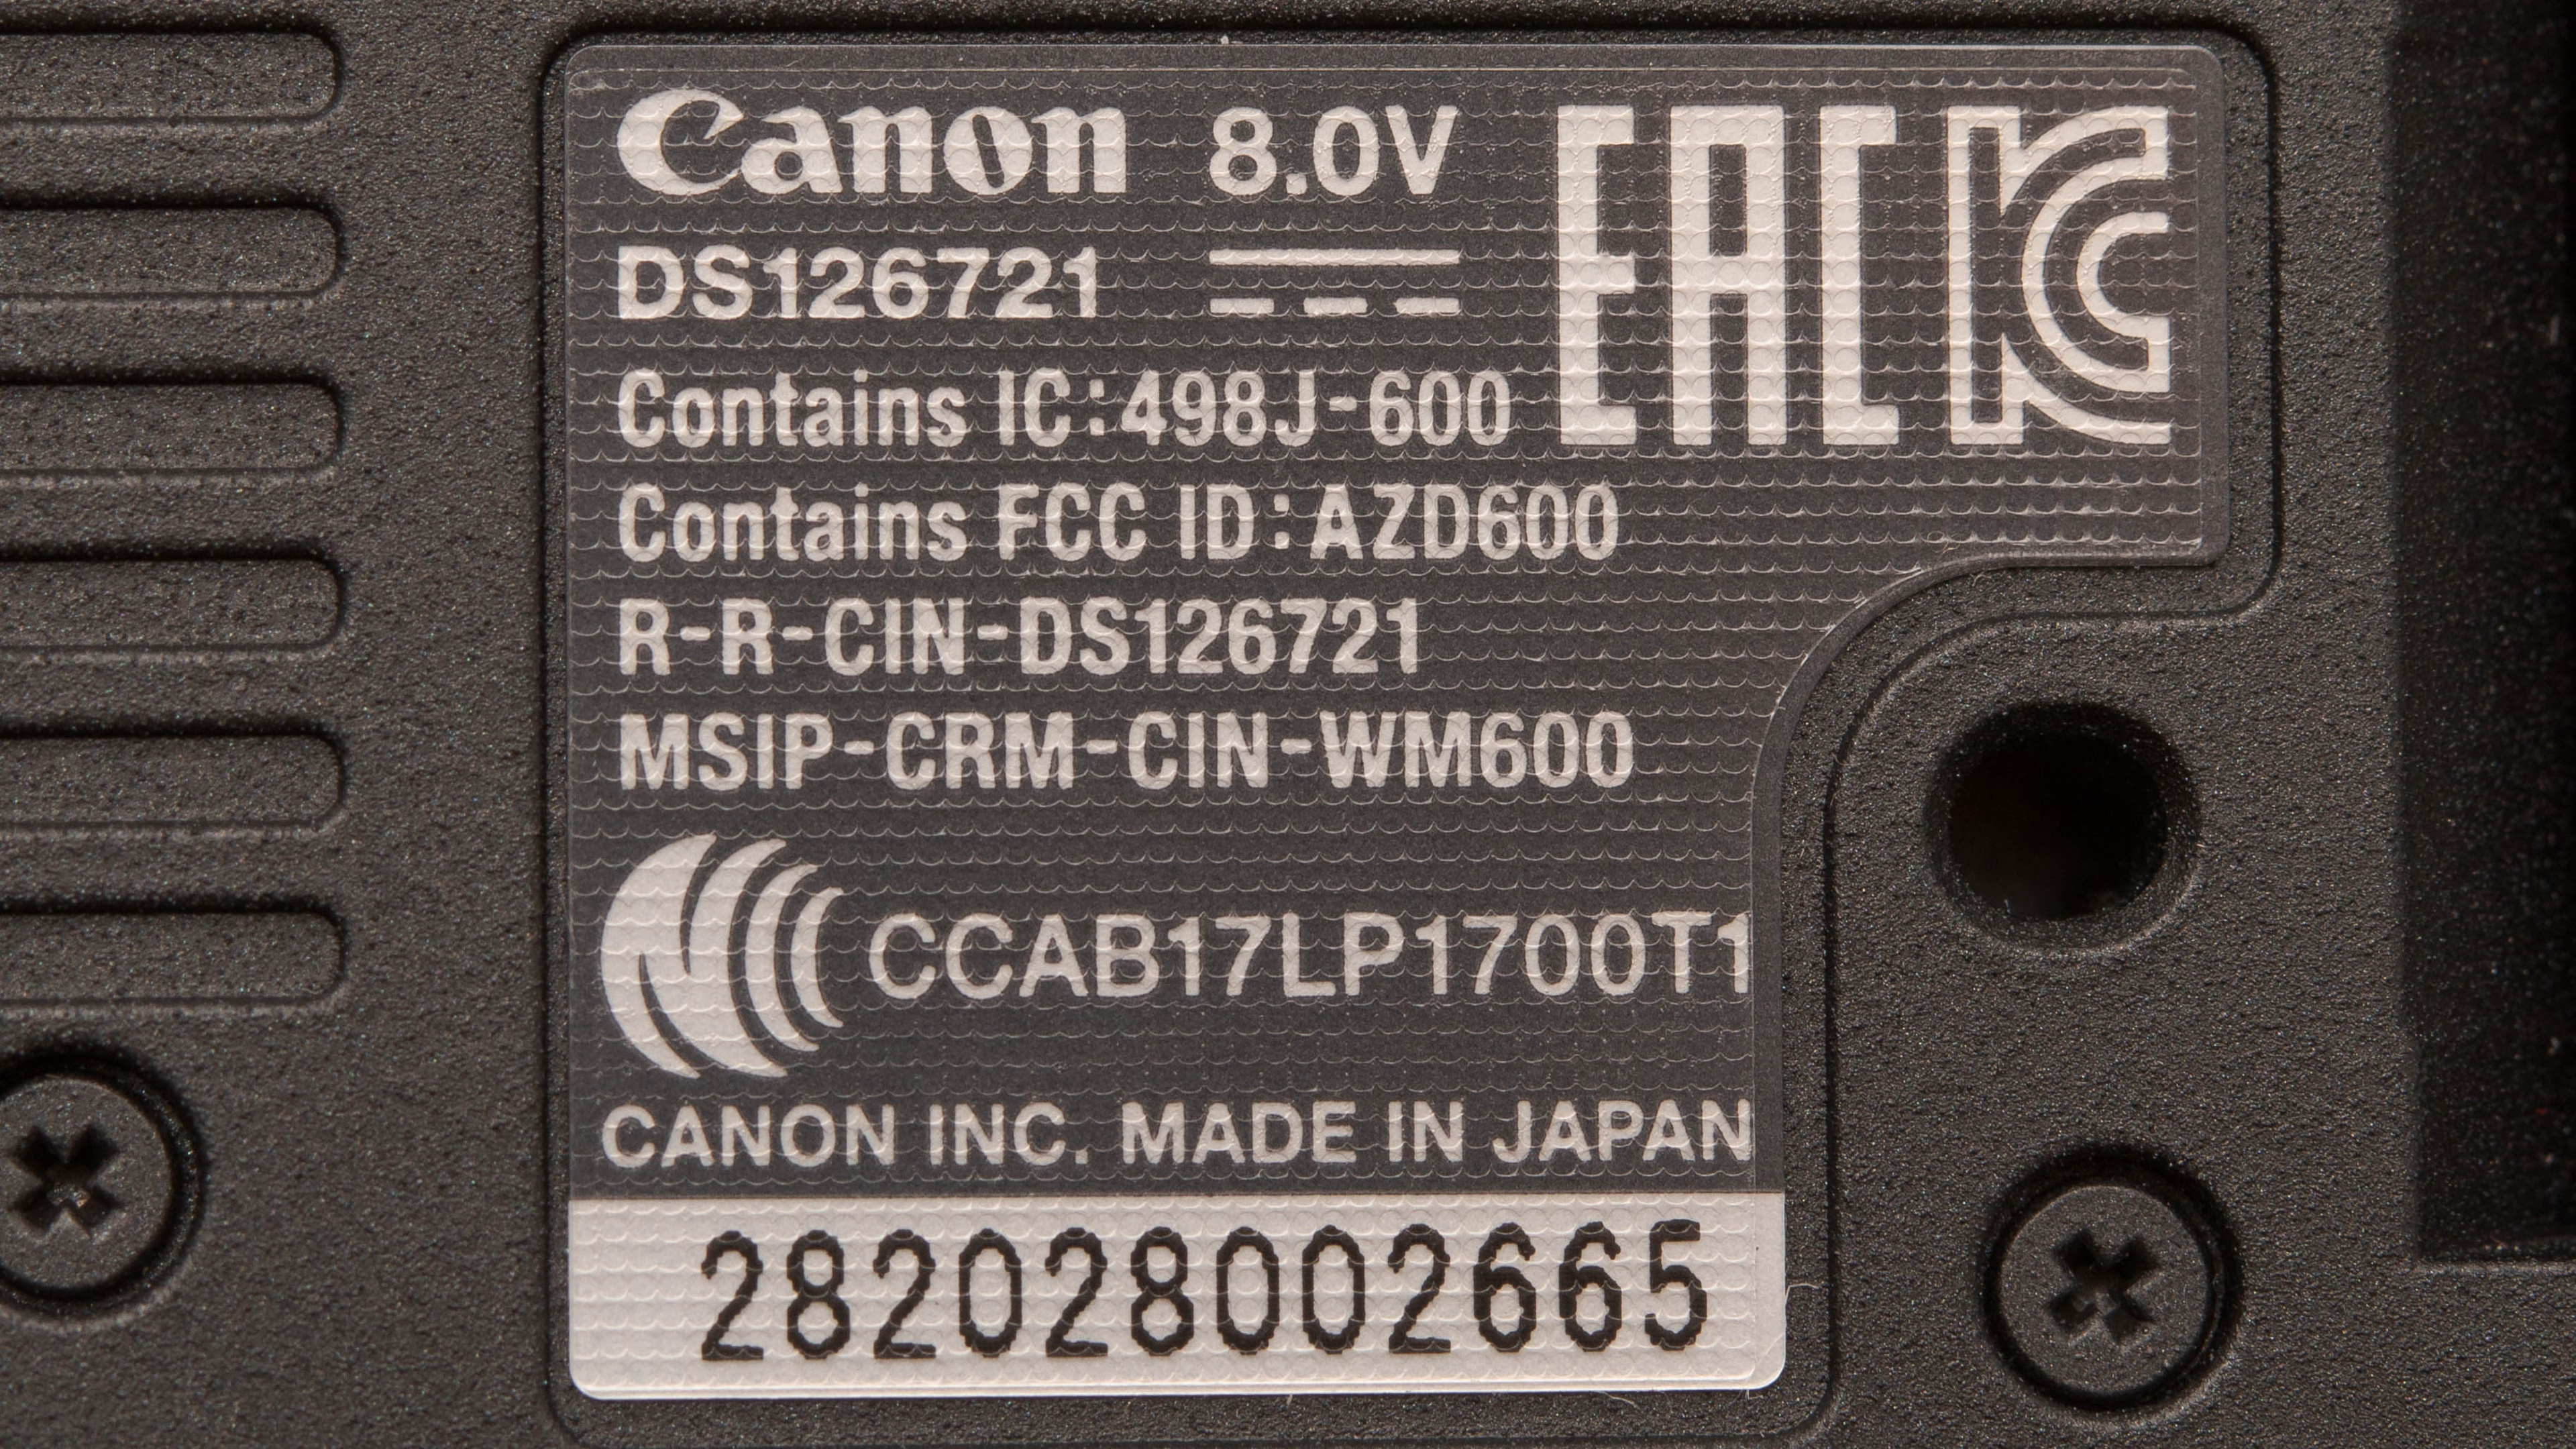 Canon 8.0V EAC
DS126721
Contains IC:498J-600
Contains FCC ID:AZD600
R-R-CIN-DS126721
MSIP-CRM-CIN-WM600
CCAB17LP1700T1
CANON INC. MADE IN JAPAN
282028002665